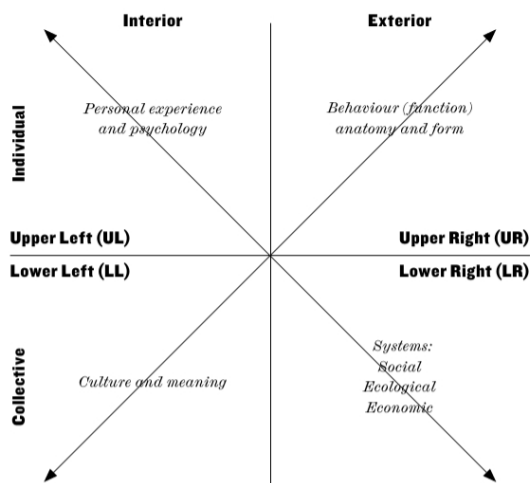 Interior
Exterior
Individual
Personal experience
and psychology
Behaviour (function)
anatomy and form
Upper Left (UL)
Upper Right (UR)
Lower Left (LL)
Lower Right (LR)
Collective
Culture and meaning
Systems:
Social
Ecological
Economic